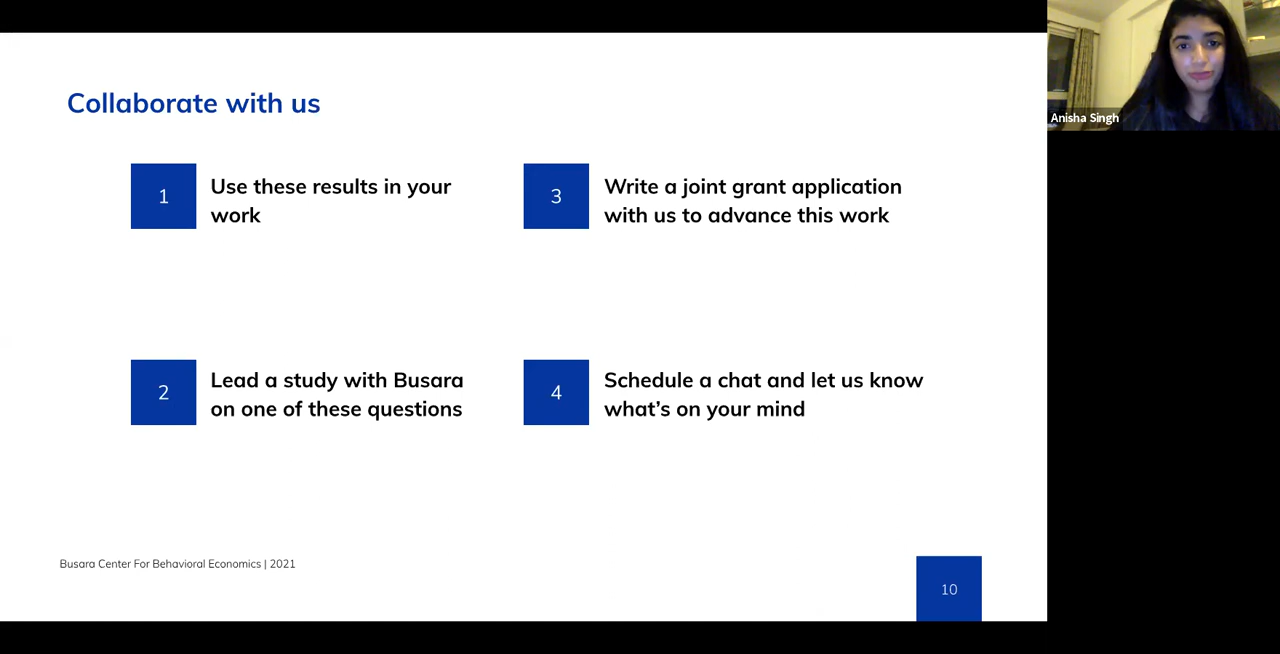 Collaborate with us
1
Use these results in your
work
2
Lead a study with Busara
on one of these questions
3
Write a joint grant application
with us to advance this work
4
Schedule a chat and let us know
what’s on your mind
Busara Center For Behavioral Economics | 2021
10
Anisha Singh